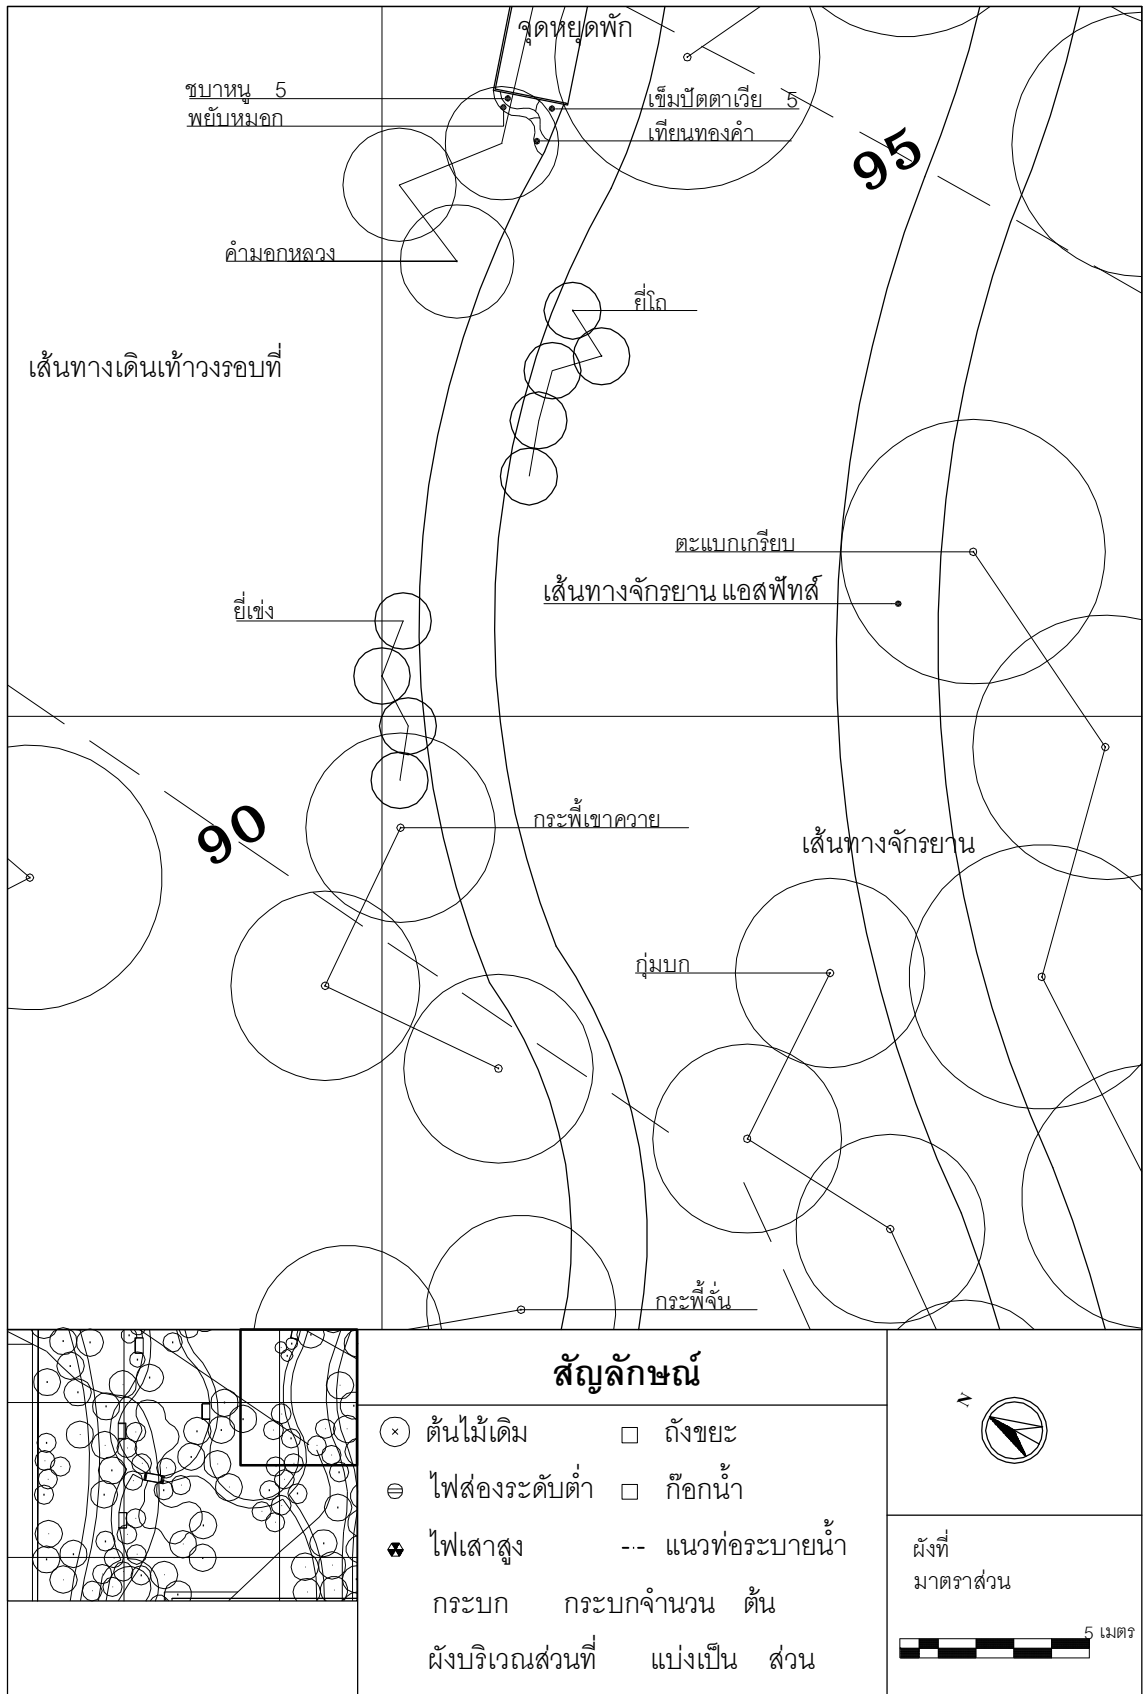 จุดหยุดพัก
ชบาหนู 5
เข็มปัตตาเวีย 5
พยับหมอก
เทียนทองคำ
95
คำมอกหลวง
ยี่โถ
เส้นทางเดินเท้าวงรอบที่
ตะแบกเกรียบ
เส้นทางจักรยาน แอสฟัทส์
ยี่เข่ง
90
กระพี้เขาควาย
เส้นทางจักรยาน
กุ่มบก
กระพี้จั่น
สัญลักษณ์
ต้นไม้เดิม
ถังขยะ
ไฟส่องระดับต่ำ
ก๊อกน้ำ
ไฟเสาสูง
แนวท่อระบายน้ำ
กระบก กระบกจำนวน ต้น
ผังบริเวณส่วนที่ แบ่งเป็น ส่วน
N
ผังที่
มาตราส่วน
5 เมตร